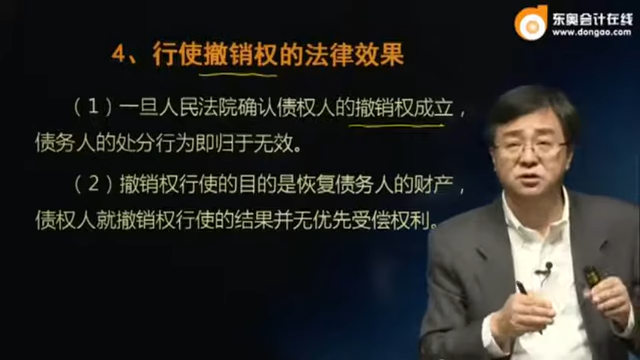 东奥会计在线
www.dongao.com
4、行使撤销权的法律效果
（1）一旦人民法院确认债权人的撤销权成立，
债务人的处分行为即归于无效。
（2）撤销权行使的目的是恢复债务人的财产，
债权人就撤销权行使的结果并无优先受偿权利。